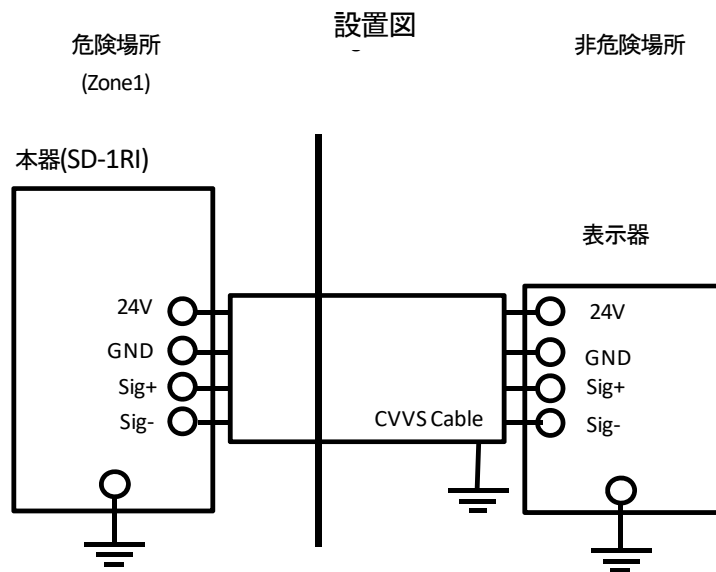 設置図
危険場所
(Zone1)
非危険場所
本器(SD-1RI)
表示器
24V
GND
Sig+
Sig-
CVVS Cable
24V
GND
Sig+
Sig-